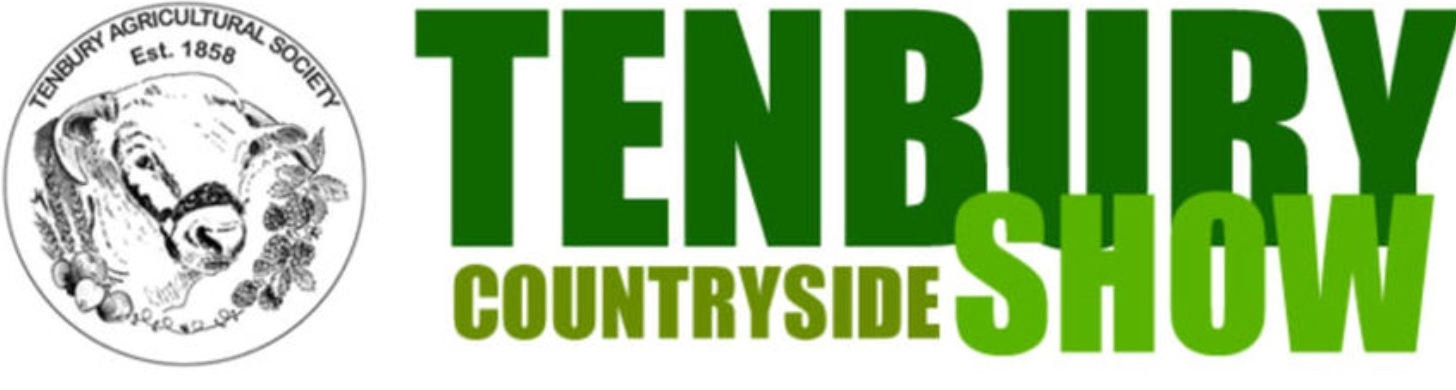 TENBURY AGRICULTURAL SOCIETY
Est. 1858
TENBURY
COUNTRYSIDE SHOW